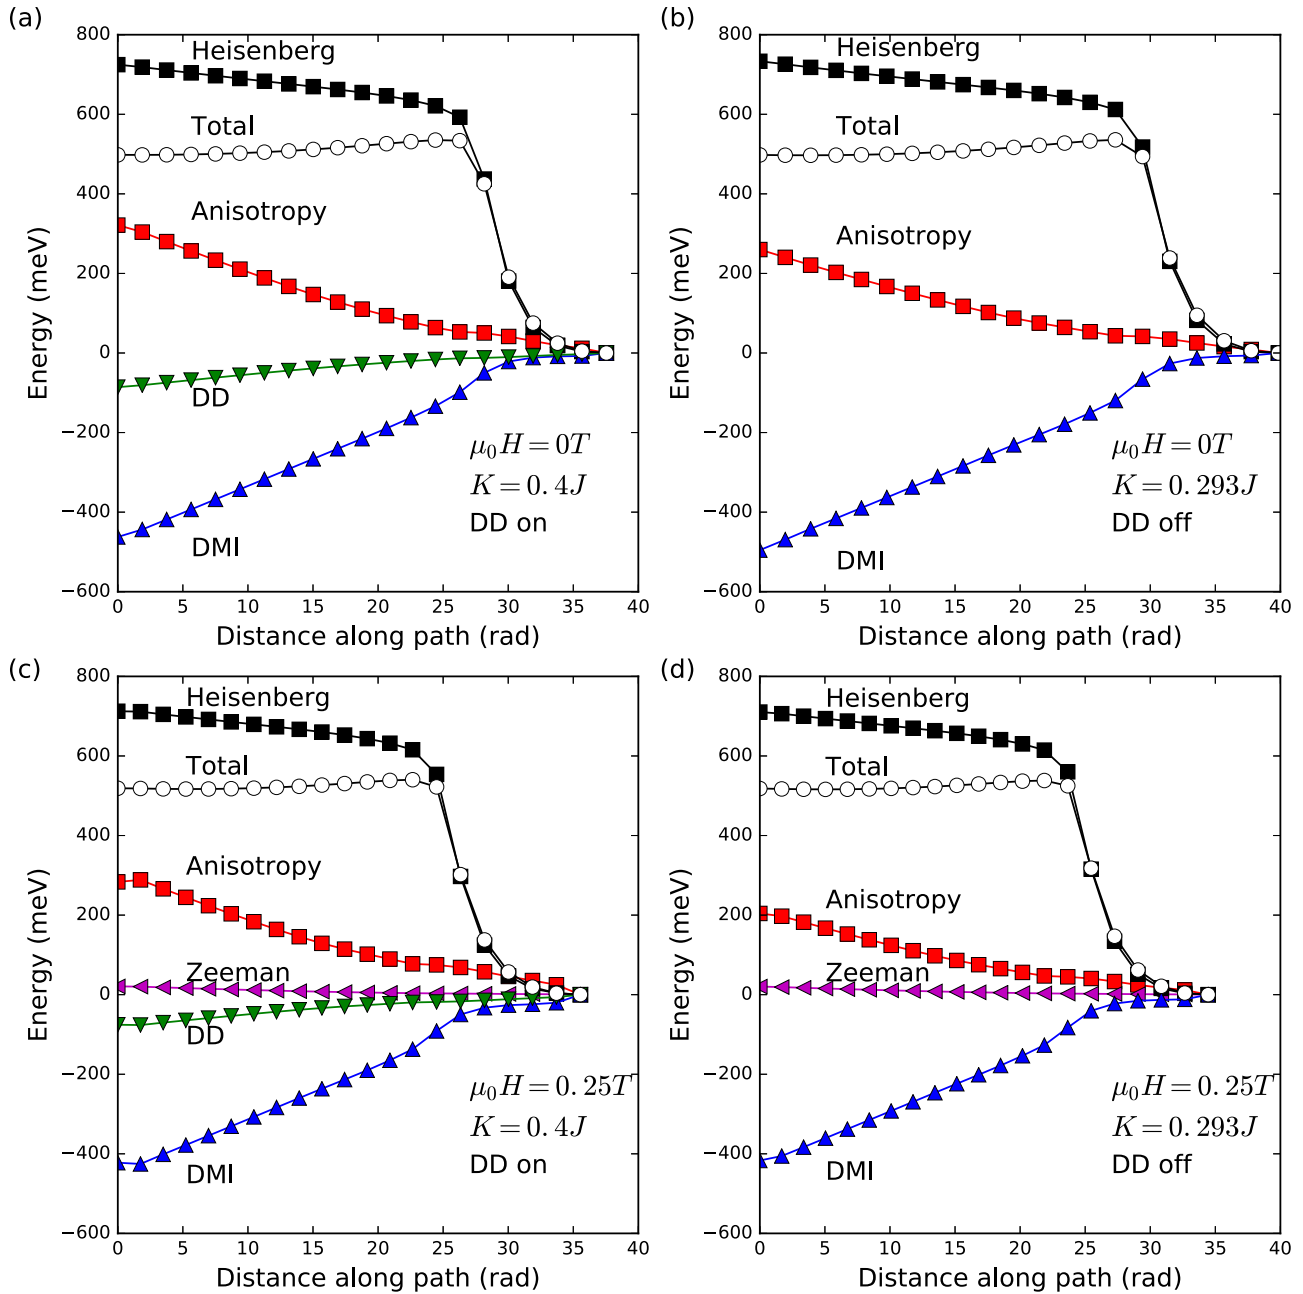 (a)
800
600
400
200
0
−200
−400
−600
Energy (meV)
Heisenberg
Total
Anisotropy
DD
DMI
μ₀H = 0T
K = 0.4J
DD on
0 5 10 15 20 25 30 35 40
Distance along path (rad)
(b)
800
600
400
200
0
−200
−400
−600
Energy (meV)
Heisenberg
Total
Anisotropy
DMI
μ₀H = 0T
K = 0.293J
DD off
0 5 10 15 20 25 30 35 40
Distance along path (rad)
(c)
800
600
400
200
0
−200
−400
−600
Energy (meV)
Heisenberg
Total
Anisotropy
Zeeman
DD
DMI
μ₀H = 0.25T
K = 0.4J
DD on
0 5 10 15 20 25 30 35 40
Distance along path (rad)
(d)
800
600
400
200
0
−200
−400
−600
Energy (meV)
Heisenberg
Total
Anisotropy
Zeeman
DMI
μ₀H = 0.25T
K = 0.293J
DD off
0 5 10 15 20 25 30 35 40
Distance along path (rad)